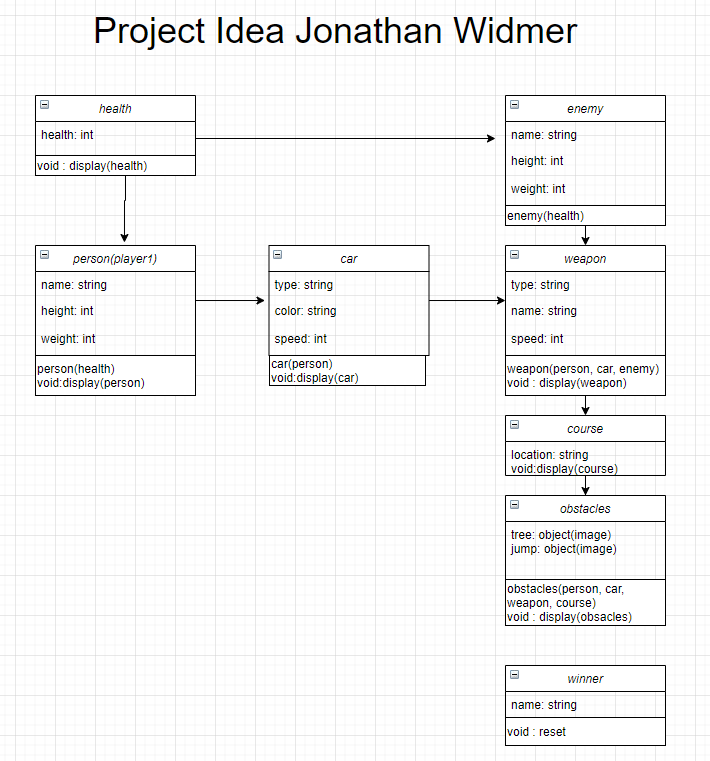 Project Idea Jonathan Widmer
health
health: int
void : display(health)
enemy
name: string
height: int
weight: int
enemy(health)
person(player1)
name: string
height: int
weight: int
person(health)
void:display(person)
car
type: string
color: string
speed: int
car(person)
void:display(car)
weapon
type: string
name: string
speed: int
weapon(person, car, enemy)
void : display(weapon)
course
location: string
void:display(course)
obstacles
tree: object(image)
jump: object(image)
obstacles(person, car,
weapon, course)
void : display(obsacles)
winner
name: string
void : reset